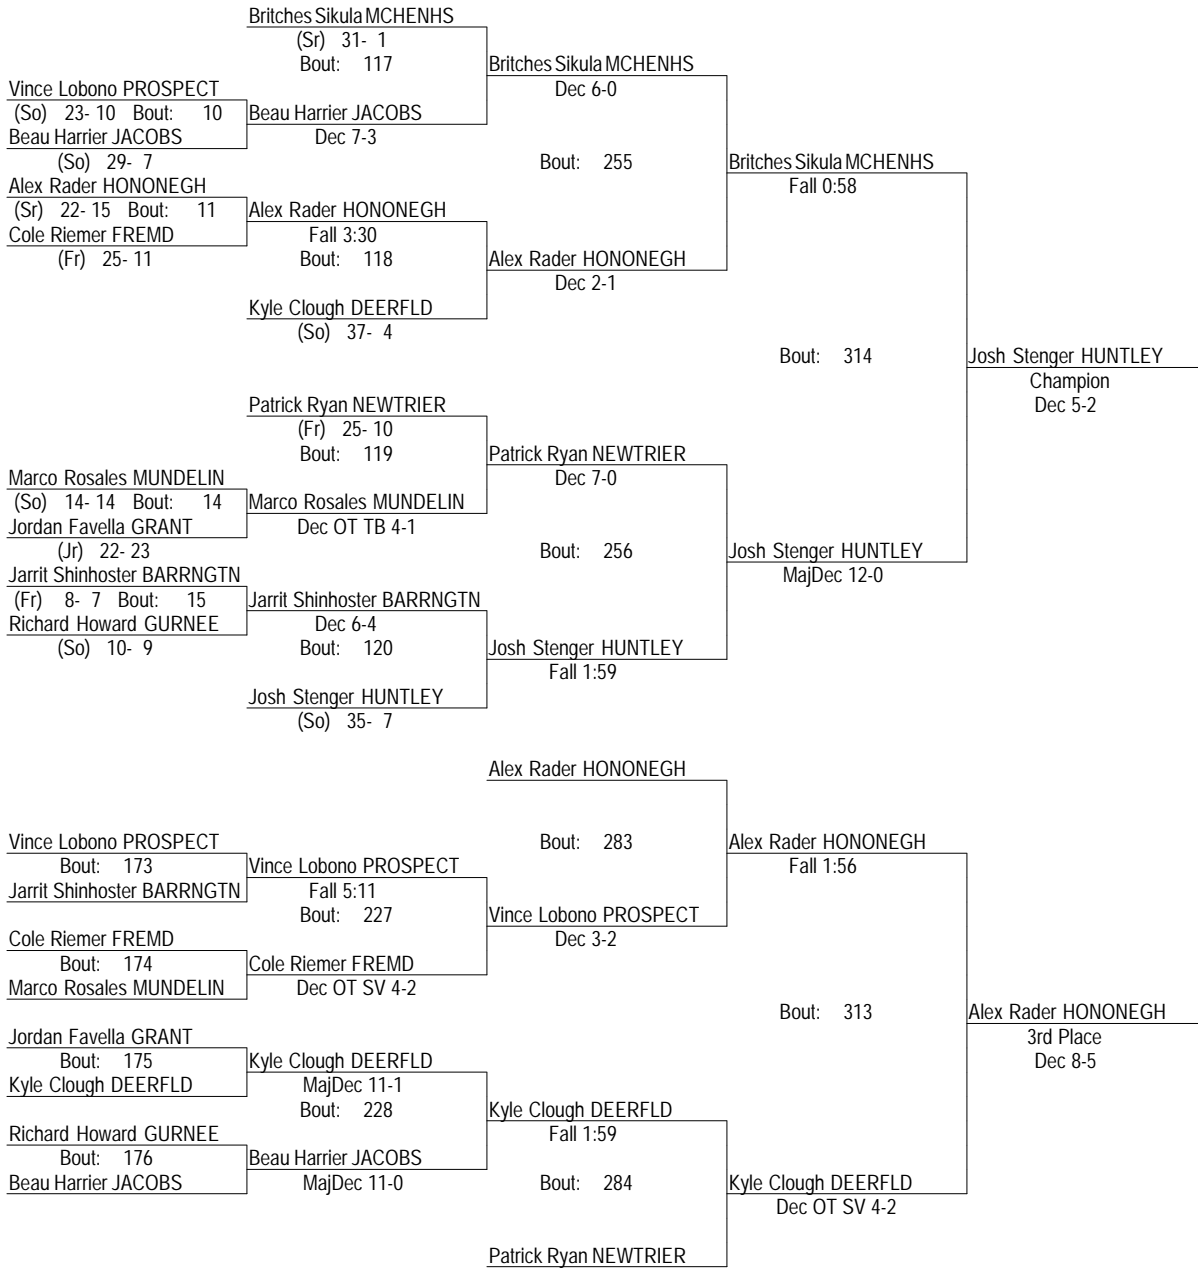 Britches Sikula MCHENHS
(Sr) 31- 1
Bout: 117
Britches Sikula MCHENHS
Dec 6-0
Vince Lobono PROSPECT
(So) 23- 10 Bout: 10
Beau Harrier JACOBS
Beau Harrier JACOBS
Dec 7-3
(So) 29- 7
Bout: 255
Britches Sikula MCHENHS
Fall 0:58
Alex Rader HONONEGH
(Sr) 22- 15 Bout: 11
Alex Rader HONONEGH
Cole Riemer FREMD
Fall 3:30
(Fr) 25- 11
Bout: 118
Alex Rader HONONEGH
Dec 2-1
Kyle Clough DEERFLD
(So) 37- 4
Bout: 314
Josh Stenger HUNTLEY
Champion
Dec 5-2
Patrick Ryan NEWTRIER
(Fr) 25- 10
Bout: 119
Patrick Ryan NEWTRIER
Dec 7-0
Marco Rosales MUNDELIN
(So) 14- 14 Bout: 14
Marco Rosales MUNDELIN
Jordan Favella GRANT
Dec OT TB 4-1
(Jr) 22- 23
Bout: 256
Josh Stenger HUNTLEY
MajDec 12-0
Jarrit Shinhoster BARRNGTN
(Fr) 8- 7 Bout: 15
Jarrit Shinhoster BARRNGTN
Richard Howard GURNEE
Dec 6-4
(So) 10- 9
Bout: 120
Josh Stenger HUNTLEY
Fall 1:59
Josh Stenger HUNTLEY
(So) 35- 7
Alex Rader HONONEGH
Vince Lobono PROSPECT
Bout: 283
Alex Rader HONONEGH
Fall 1:56
Bout: 173
Vince Lobono PROSPECT
Jarrit Shinhoster BARRNGTN
Fall 5:11
Bout: 227
Vince Lobono PROSPECT
Dec 3-2
Cole Riemer FREMD
Bout: 174
Cole Riemer FREMD
Marco Rosales MUNDELIN
Dec OT SV 4-2
Bout: 313
Alex Rader HONONEGH
3rd Place
Dec 8-5
Jordan Favella GRANT
Bout: 175
Kyle Clough DEERFLD
Kyle Clough DEERFLD
MajDec 11-1
Bout: 228
Kyle Clough DEERFLD
Fall 1:59
Richard Howard GURNEE
Bout: 176
Beau Harrier JACOBS
Beau Harrier JACOBS
MajDec 11-0
Bout: 284
Kyle Clough DEERFLD
Dec OT SV 4-2
Patrick Ryan NEWTRIER